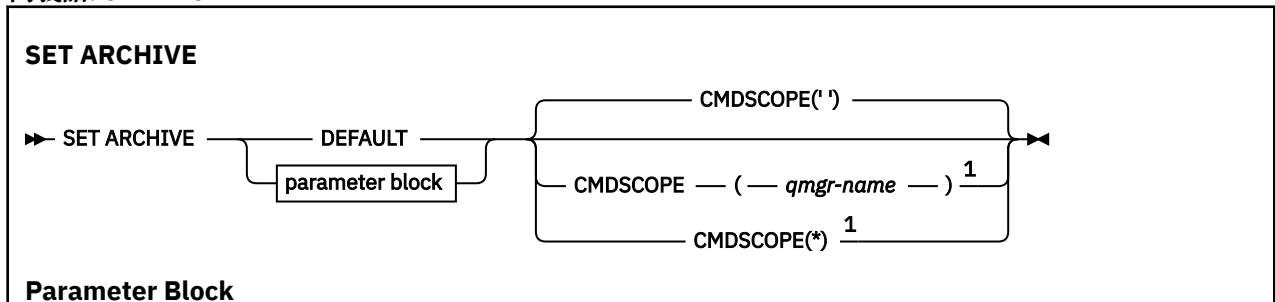 SET ARCHIVE
CMDSCOPE(' ')
SET ARCHIVE DEFAULT
parameter block
CMDSCOPE ( qmgr-name ) 1
CMDSCOPE(*) 1
Parameter Block